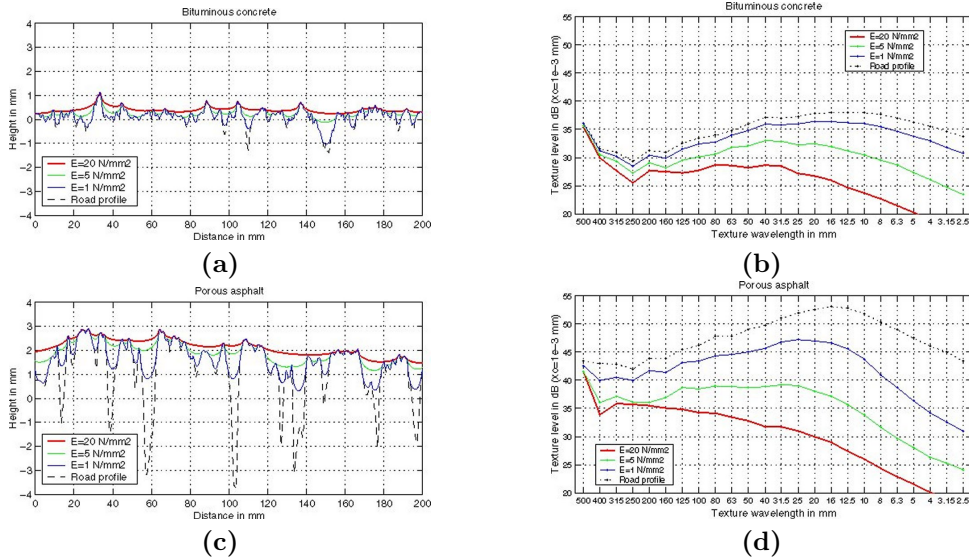 Bituminous concrete
Height in mm
4
3
2
1
0
−1
−2
−3
−4
E=20 N/mm2
E=5 N/mm2
E=1 N/mm2
Road profile
0 20 40 60 80 100 120 140 160 180 200
Distance in mm
(a)
Bituminous concrete
Texture level in dB (xo=1e−3 mm)
55
50
45
40
35
30
25
20
E=20 N/mm2
E=5 N/mm2
E=1 N/mm2
Road profile
500 400 315 250 200 160 125 100 80 63 50 40 31.5 25 20 16 12.5 10 8 6.3 5 4 3.15 2.5
Texture wavelength in mm
(b)
Porous asphalt
Height in mm
4
3
2
1
0
−1
−2
−3
−4
E=20 N/mm2
E=5 N/mm2
E=1 N/mm2
Road profile
0 20 40 60 80 100 120 140 160 180 200
Distance in mm
(c)
Porous asphalt
Texture level in dB (xo=1e−3 mm)
55
50
45
40
35
30
25
20
E=20 N/mm2
E=5 N/mm2
E=1 N/mm2
Road profile
500 400 315 250 200 160 125 100 80 63 50 40 31.5 25 20 16 12.5 10 8 6.3 5 4 3.15 2.5
Texture wavelength in mm
(d)